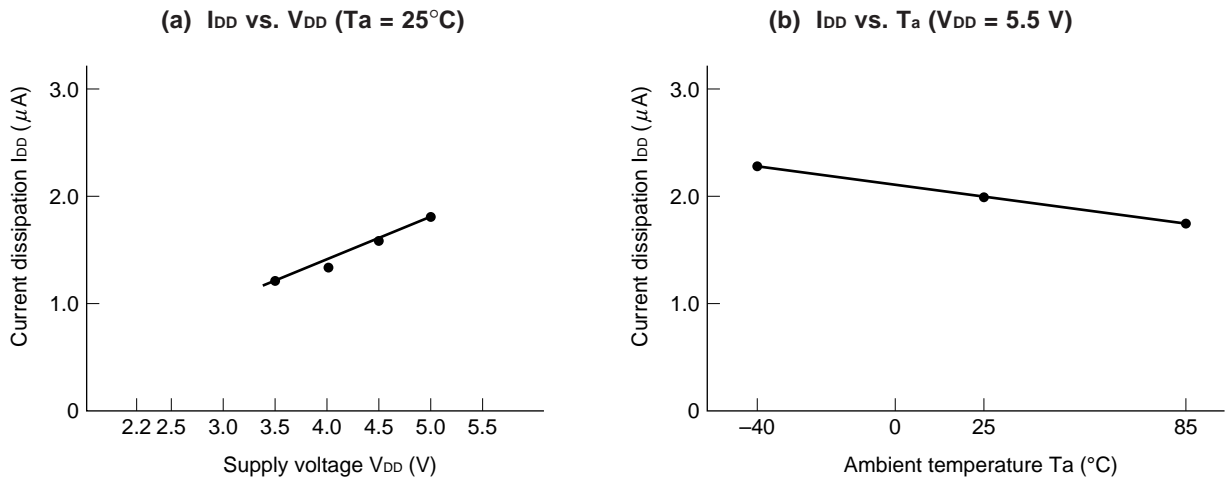 (a) IDD vs. VDD (Ta = 25°C)
Current dissipation IDD (μA)
3.0
2.0
1.0
0
2.2 2.5 3.0 3.5 4.0 4.5 5.0 5.5
Supply voltage VDD (V)
(b) IDD vs. Ta (VDD = 5.5 V)
Current dissipation IDD (μA)
3.0
2.0
1.0
0
–40 0 25 85
Ambient temperature Ta (°C)